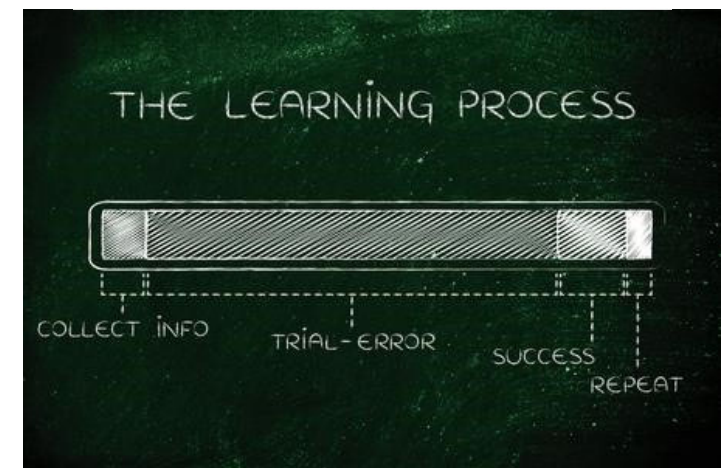 THE LEARNING PROCESS
COLLECT INFO
TRIAL-ERROR
SUCCESS
REPEAT